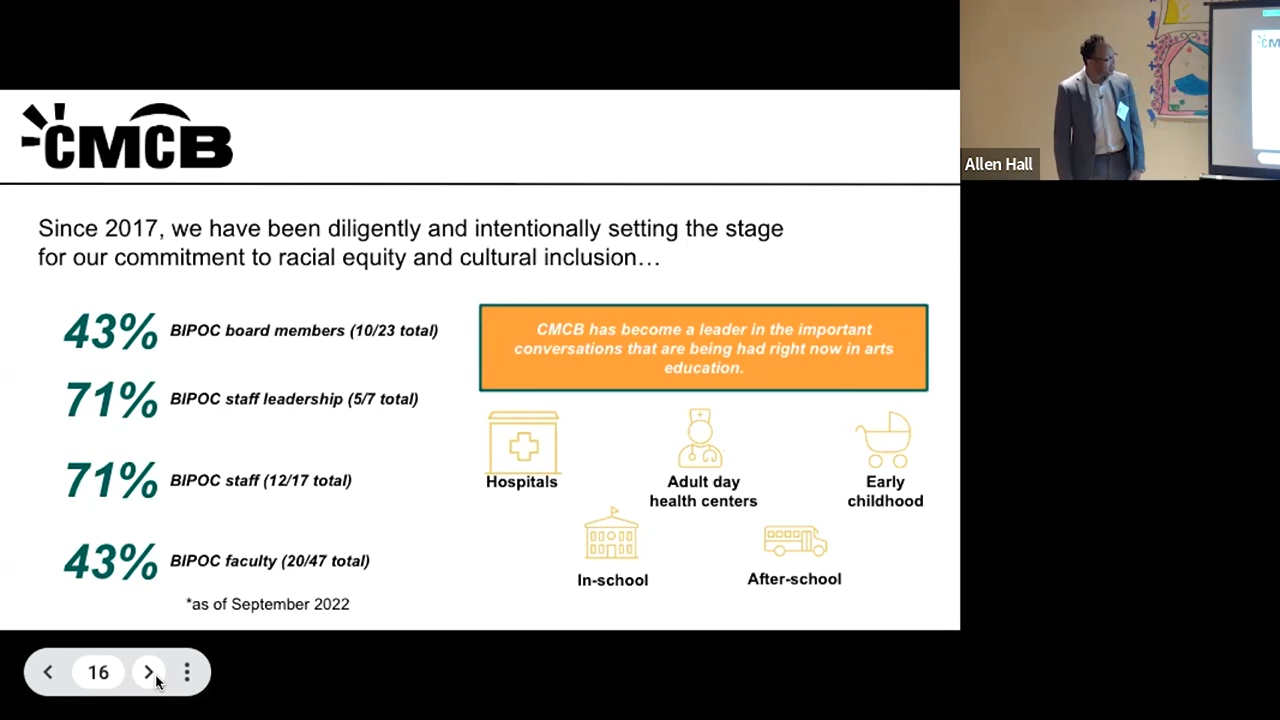 CMCB
Since 2017, we have been diligently and intentionally setting the stage
for our commitment to racial equity and cultural inclusion…
43% BIPOC board members (10/23 total)
71% BIPOC staff leadership (5/7 total)
71% BIPOC staff (12/17 total)
43% BIPOC faculty (20/47 total)
*as of September 2022
CMCB has become a leader in the important
conversations that are being had right now in arts
education.
Hospitals
Adult day
health centers
Early
childhood
In-school
After-school
16
Allen Hall